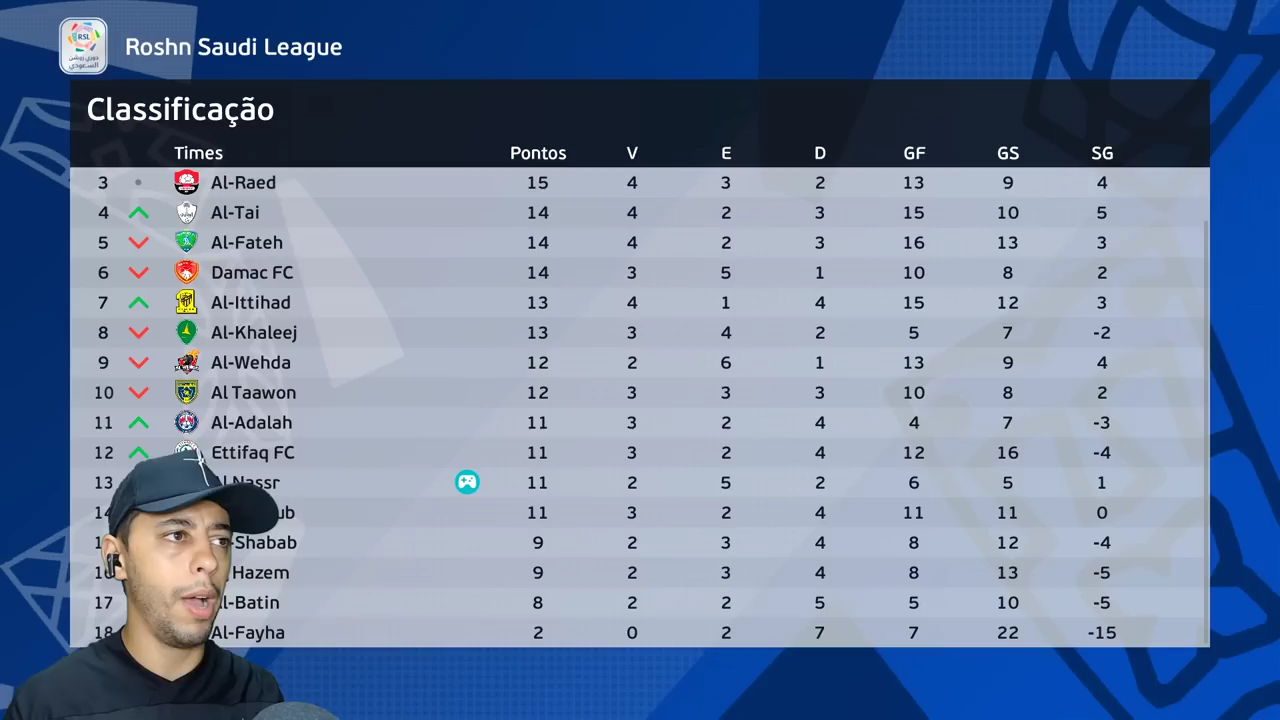 RSL
دوري روشن
السعودي
Roshn Saudi League
Classificação
Times Pontos V E D GF GS SG
3 Al-Raed 15 4 3 2 13 9 4
4 Al-Tai 14 4 2 3 15 10 5
5 Al-Fateh 14 4 2 3 16 13 3
6 Damac FC 14 3 5 1 10 8 2
7 Al-Ittihad 13 4 1 4 15 12 3
8 Al-Khaleej 13 3 4 2 5 7 -2
9 Al-Wehda 12 2 6 1 13 9 4
10 Al Taawon 12 3 3 3 10 8 2
11 Al-Adalah 11 3 2 4 4 7 -3
12 Ettifaq FC 11 3 2 4 12 16 -4
13 Nassr 11 2 5 2 6 5 1
11 3 2 4 11 11 0
-Shabab 9 2 3 4 8 12 -4
Hazem 9 2 3 4 8 13 -5
17 l-Batin 8 2 2 5 5 10 -5
18 Al-Fayha 2 0 2 7 7 22 -15